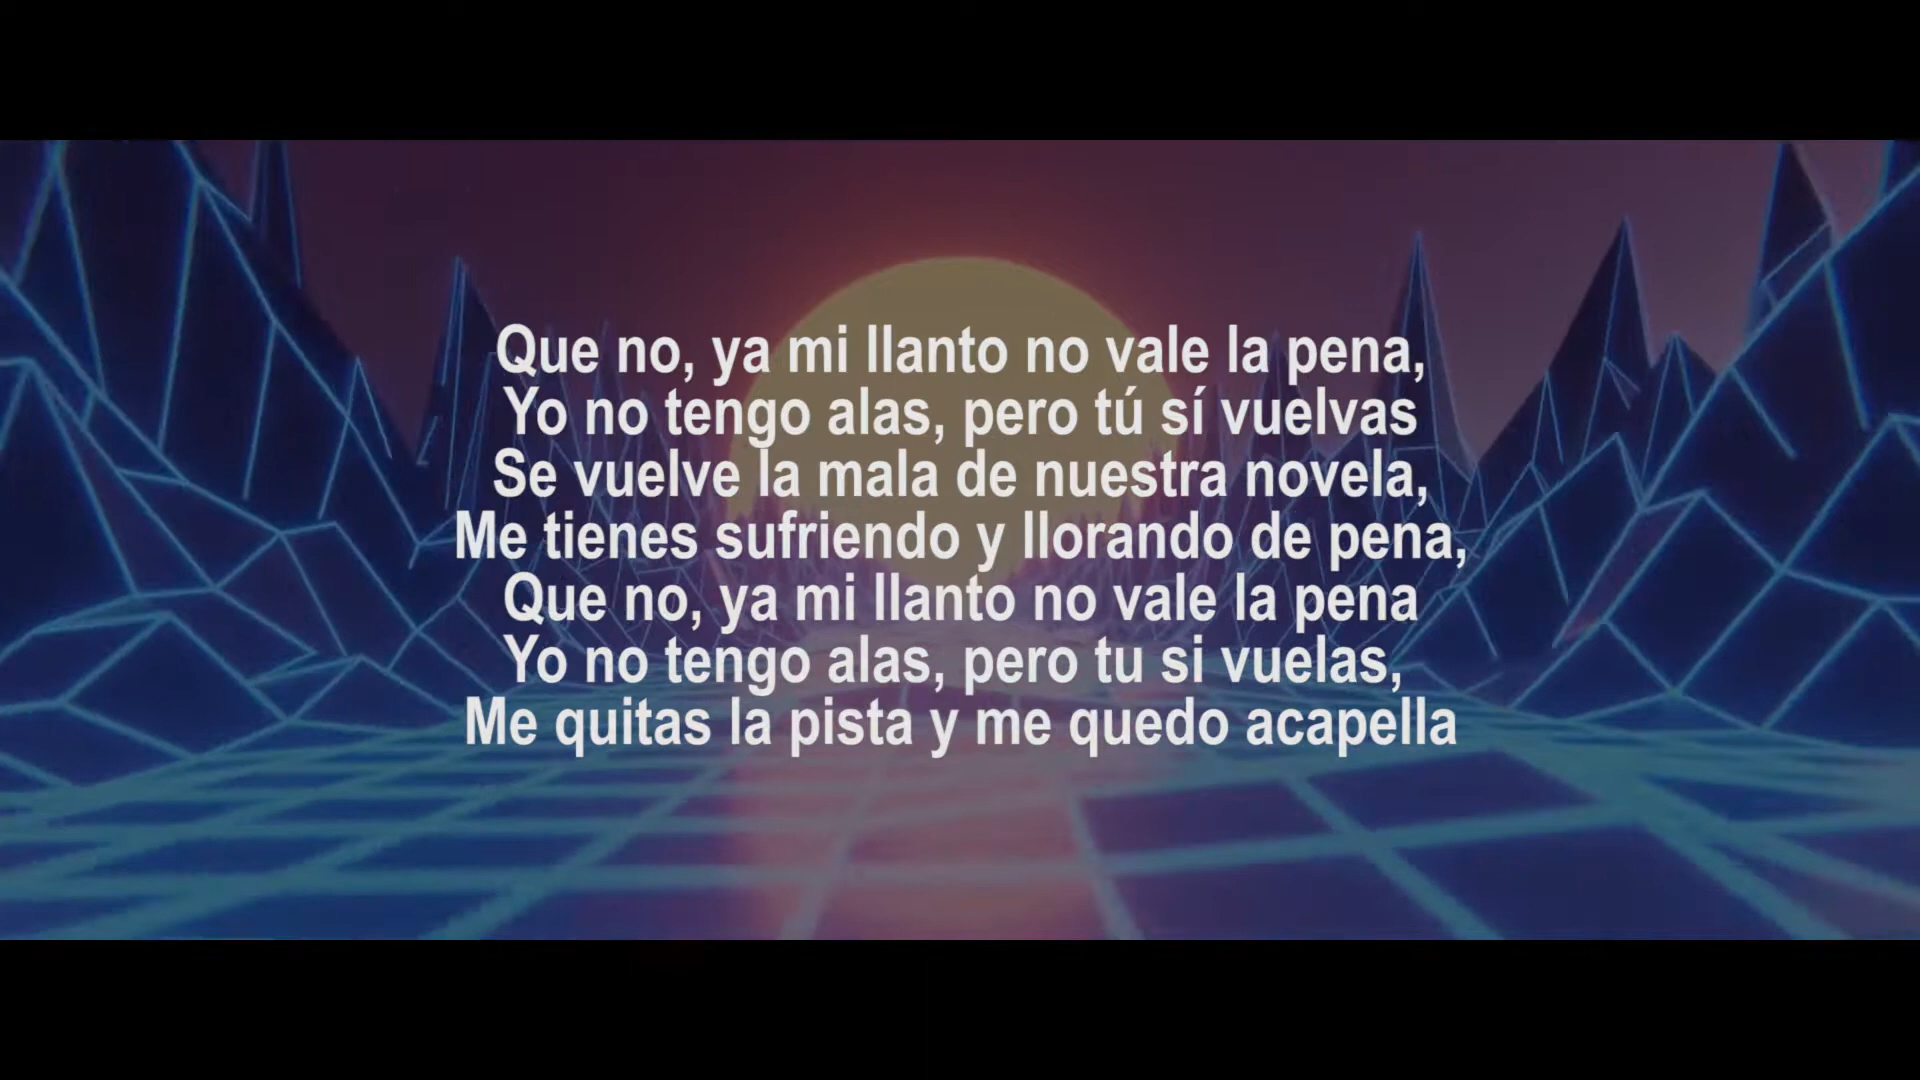 Que no, ya mi llanto no vale la pena,
Yo no tengo alas, pero tú sí vuelvas
Se vuelve la mala de nuestra novela,
Me tienes sufriendo y llorando de pena,
Que no, ya mi llanto no vale la pena
Yo no tengo alas, pero tu si vuelas,
Me quitas la pista y me quedo acapella